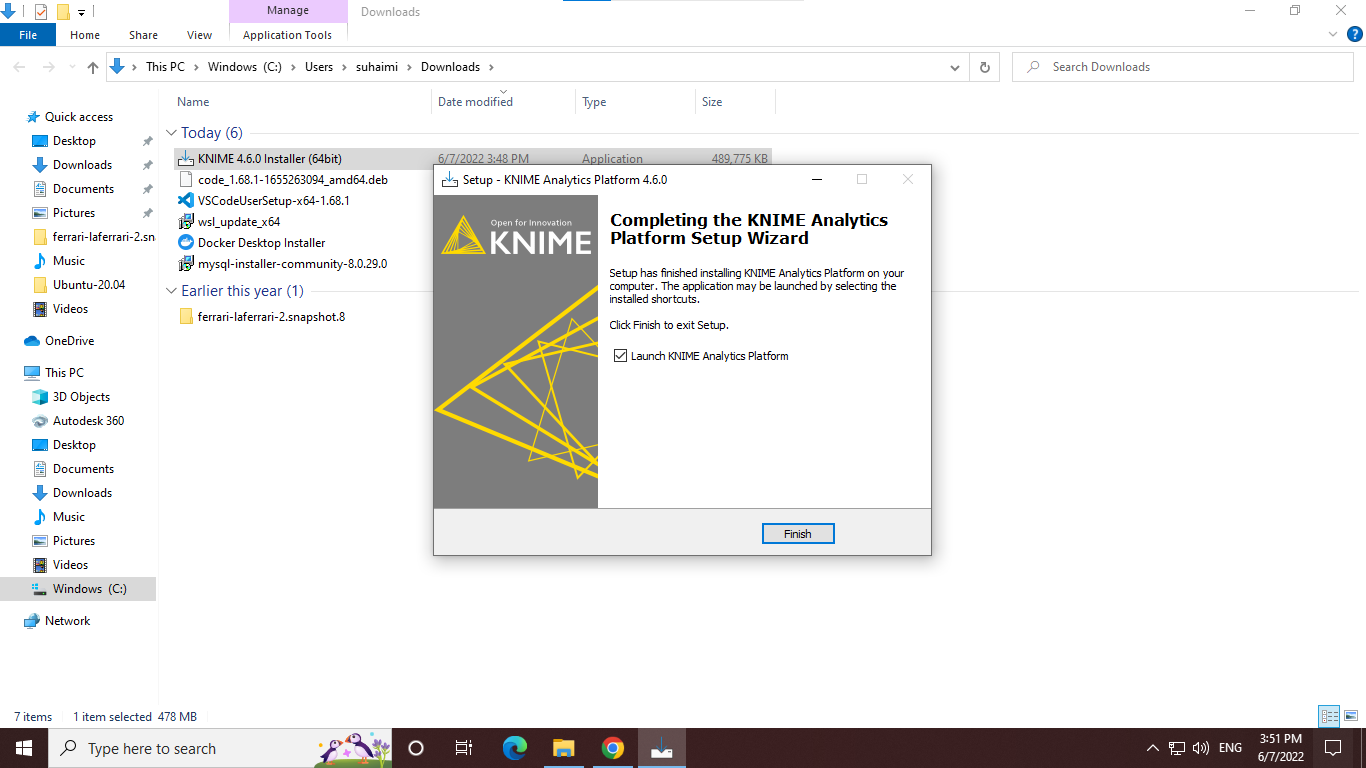 Manage
Downloads
File
Home
Share
View
Application Tools
This PC
Windows (C:)
Users
suhaimi
Downloads
Search Downloads
Name
Date modified
Type
Size
Quick access
Desktop
Downloads
Documents
Pictures
ferrari-laferrari-2.sn
Music
Ubuntu-20.04
Videos
OneDrive
This PC
3D Objects
Autodesk 360
Desktop
Documents
Downloads
Music
Pictures
Videos
Windows (C:)
Network
Today (6)
KNIME 4.6.0 Installer (64bit)
6/7/2022 3:48 PM
Application
489,775 KB
code_1.68.1-1655263094_amd64.deb
VSCodeUserSetup-x64-1.68.1
wsl_update_x64
Docker Desktop Installer
mysql-installer-community-8.0.29.0
Earlier this year (1)
ferrari-laferrari-2.snapshot.8
Setup - KNIME Analytics Platform 4.6.0
Open for Innovation
KNIME
Completing the KNIME Analytics
Platform Setup Wizard
Setup has finished installing KNIME Analytics Platform on your
computer. The application may be launched by selecting the
installed shortcuts.
Click Finish to exit Setup.
Launch KNIME Analytics Platform
Finish
7 items
1 item selected 478 MB
Type here to search
ENG
3:51 PM
6/7/2022